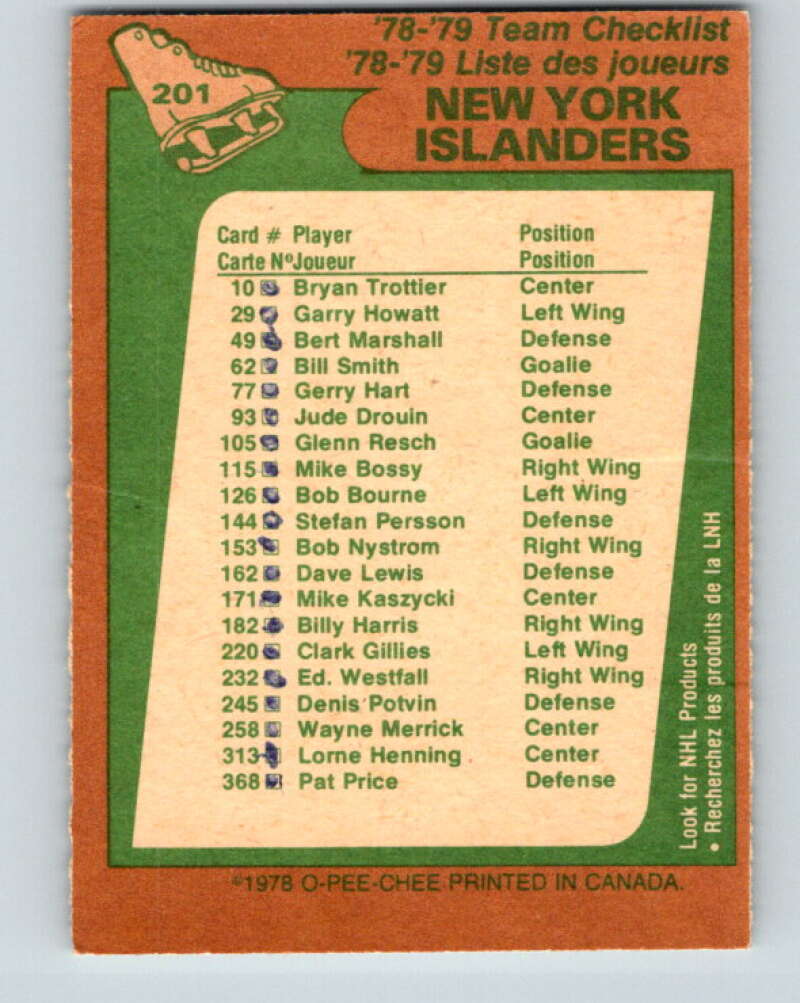 '78-'79 Team Checklist
'78-'79 Liste des joueurs
201
NEW YORK
ISLANDERS
Card # Player Position
Carte Nº Joueur Position
10 Bryan Trottier Center
29 Garry Howatt Left Wing
49 Bert Marshall Defense
62 Bill Smith Goalie
77 Gerry Hart Defense
93 Jude Drouin Center
105 Glenn Resch Goalie
115 Mike Bossy Right Wing
126 Bob Bourne Left Wing
144 Stefan Persson Defense
153 Bob Nystrom Right Wing
162 Dave Lewis Defense
171 Mike Kaszycki Center
182 Billy Harris Right Wing
220 Clark Gillies Left Wing
232 Ed. Westfall Right Wing
245 Denis Potvin Defense
258 Wayne Merrick Center
313 Lorne Henning Center
368 Pat Price Defense
Look for NHL Products
• Recherchez les produits de la LNH
©1978 O-PEE-CHEE PRINTED IN CANADA.